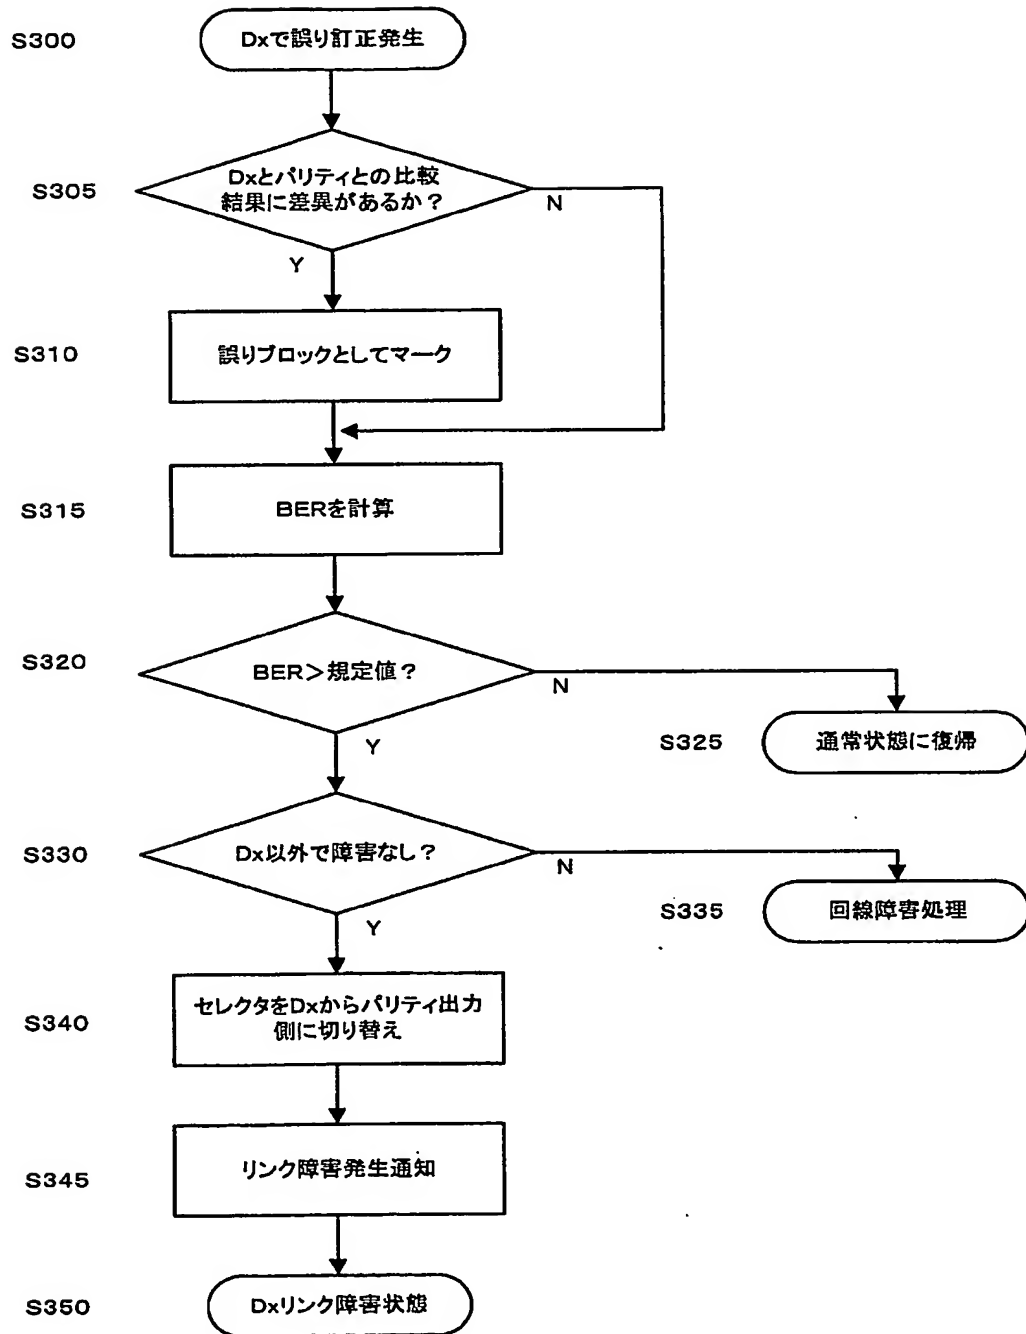 S300
Dxで誤り訂正発生
S305
Dxとパリティとの比較
結果に差異があるか？
N
Y
S310
誤りブロックとしてマーク
S315
BERを計算
S320
BER＞規定値？
N
Y
S325
通常状態に復帰
S330
Dx以外で障害なし？
N
Y
S335
回線障害処理
S340
セレクタをDxからパリティ出力
側に切り替え
S345
リンク障害発生通知
S350
Dxリンク障害状態